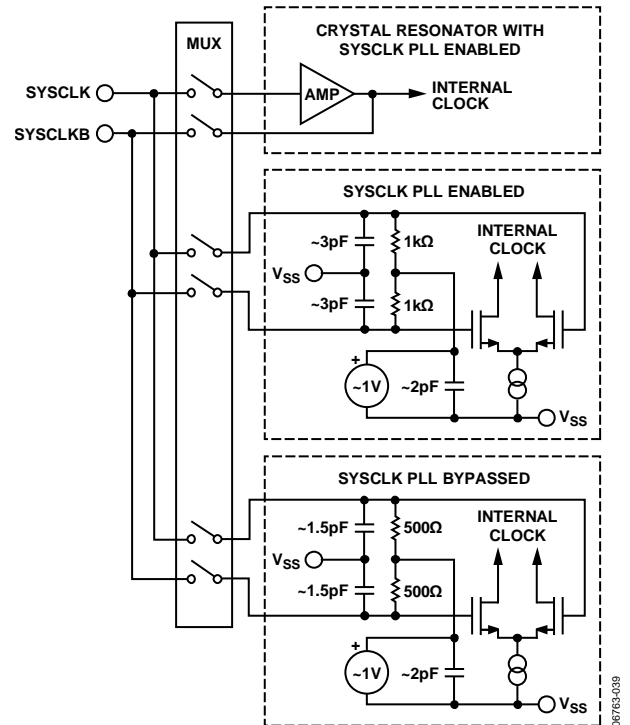 MUX
SYSCLK
SYSCLKB
CRYSTAL RESONATOR WITH
SYSCLK PLL ENABLED
AMP
INTERNAL
CLOCK
SYSCLK PLL ENABLED
INTERNAL
CLOCK
~3pF
1kΩ
VSS
~3pF
1kΩ
+
~1V
~2pF
VSS
SYSCLK PLL BYPASSED
INTERNAL
CLOCK
~1.5pF
500Ω
VSS
~1.5pF
500Ω
+
~1V
~2pF
VSS
06763-039